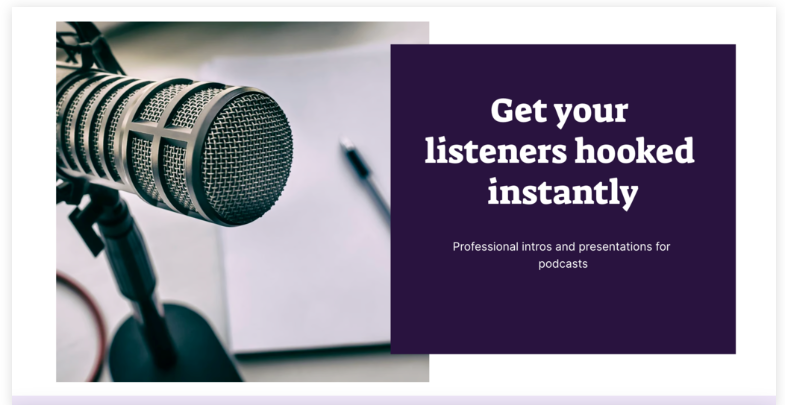 Get your
listeners hooked
instantly
Professional intros and presentations for
podcasts